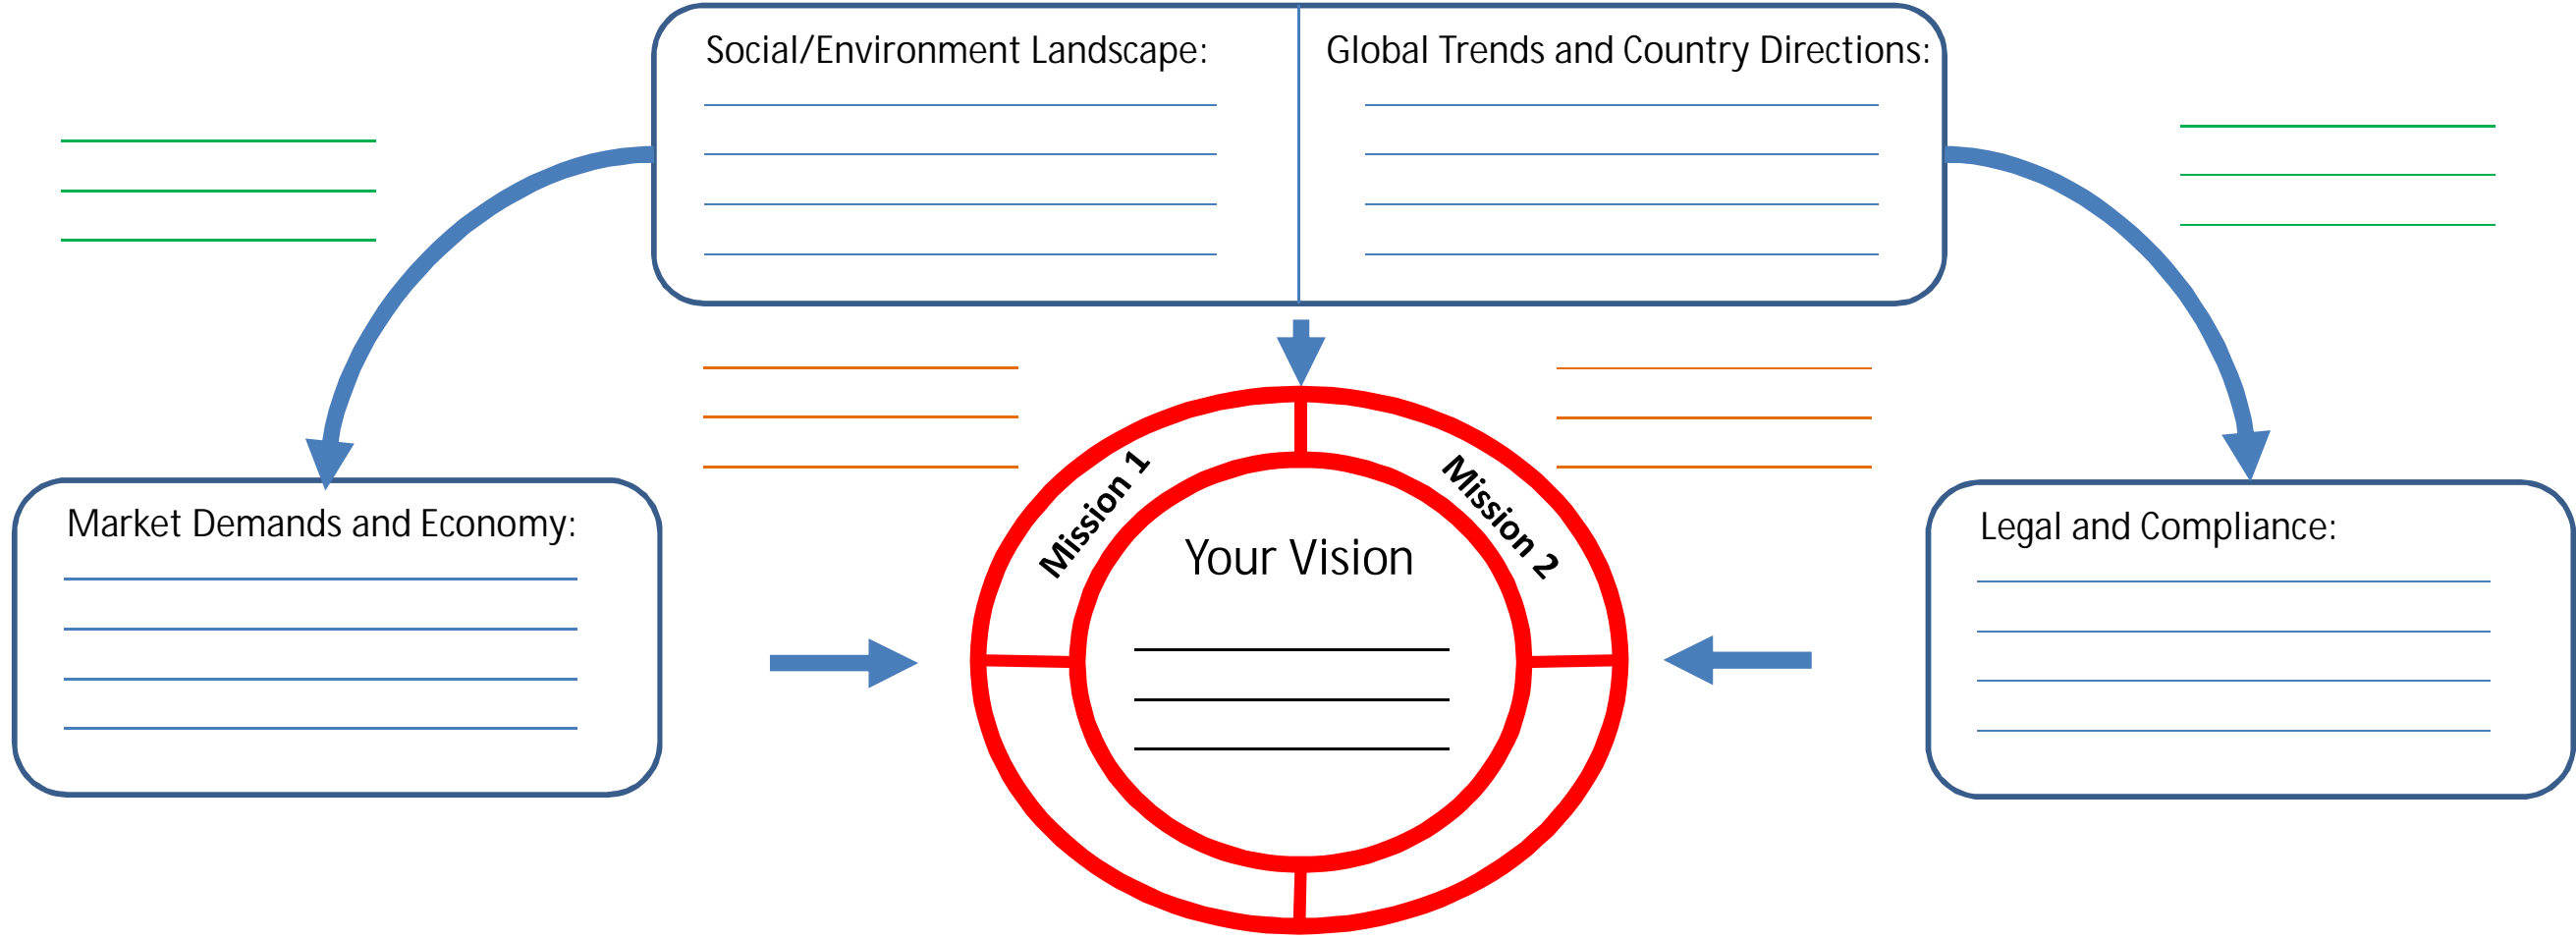 Social/Environment Landscape:
Global Trends and Country Directions:
Mission 1
Mission 2
Market Demands and Economy:
Your Vision
Legal and Compliance: